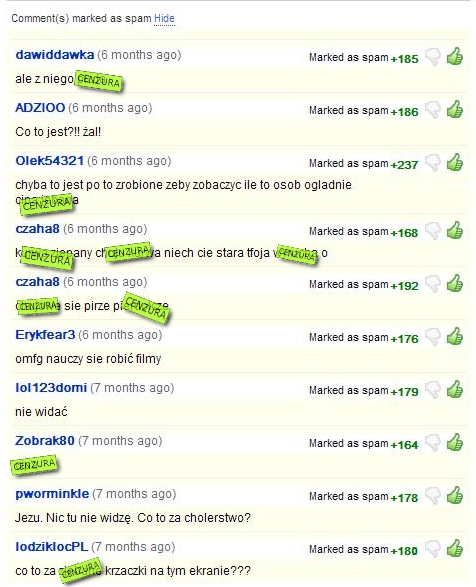 Comment(s) marked as spam Hide
dawiddawka (6 months ago) Marked as spam +185
ale z niego CENZURA
ADZIOO (6 months ago) Marked as spam +186
Co to jest?!! żal!
Olek54321 (6 months ago) Marked as spam +237
chyba to jest po to zrobione zeby zobaczyc ile to osob ogladnie
CENZURA
czaha8 (6 months ago) Marked as spam +168
CENZURA CENZURA niech cie stara tfoja CENZURA o
czaha8 (6 months ago) Marked as spam +192
CENZURA sie pirze CENZURA
Erykfear3 (6 months ago) Marked as spam +176
omfg nauczy sie robić filmy
lol123domi (7 months ago) Marked as spam +179
nie widać
Zobrak80 (7 months ago) Marked as spam +164
CENZURA
pworminkle (7 months ago) Marked as spam +178
Jezu. Nic tu nie widzę. Co to za cholerstwo?
lodziklocPL (7 months ago) Marked as spam +180
co to za CENZURA krzaczki na tym ekranie???